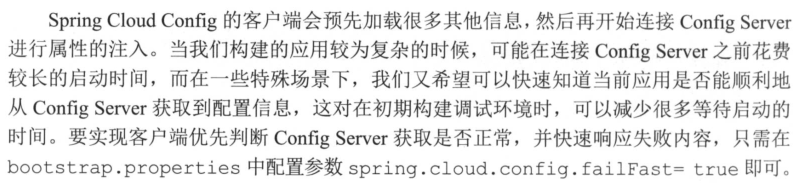 Spring Cloud Config 的客户端会预先加载很多其他信息，然后再开始连接 Config Server
进行属性的注入。当我们构建的应用较为复杂的时候，可能在连接 Config Server 之前花费
较长的启动时间，而在一些特殊场景下，我们又希望可以快速知道当前应用是否能顺利地
从 Config Server 获取到配置信息，这对在初期构建调试环境时，可以减少很多等待启动的
时间。要实现客户端优先判断 Config Server 获取是否正常，并快速响应失败内容，只需在
bootstrap.properties 中配置参数 spring.cloud.config.failFast= true 即可。